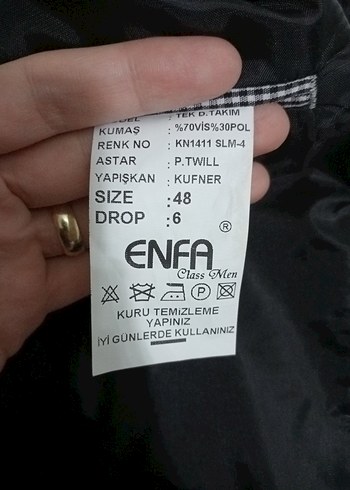 TEK D.TAKIM
KUMAŞ : %70VİS%30POL
RENK NO : KN1411 SLM-4
ASTAR : P.TWILL
YAPIŞKAN : KUFNER
SIZE : 48
DROP : 6
®
ENFA
Class Men
P
KURU TEMİZLEME
YAPINIZ
İYİ GÜNLERDE KULLANINIZ